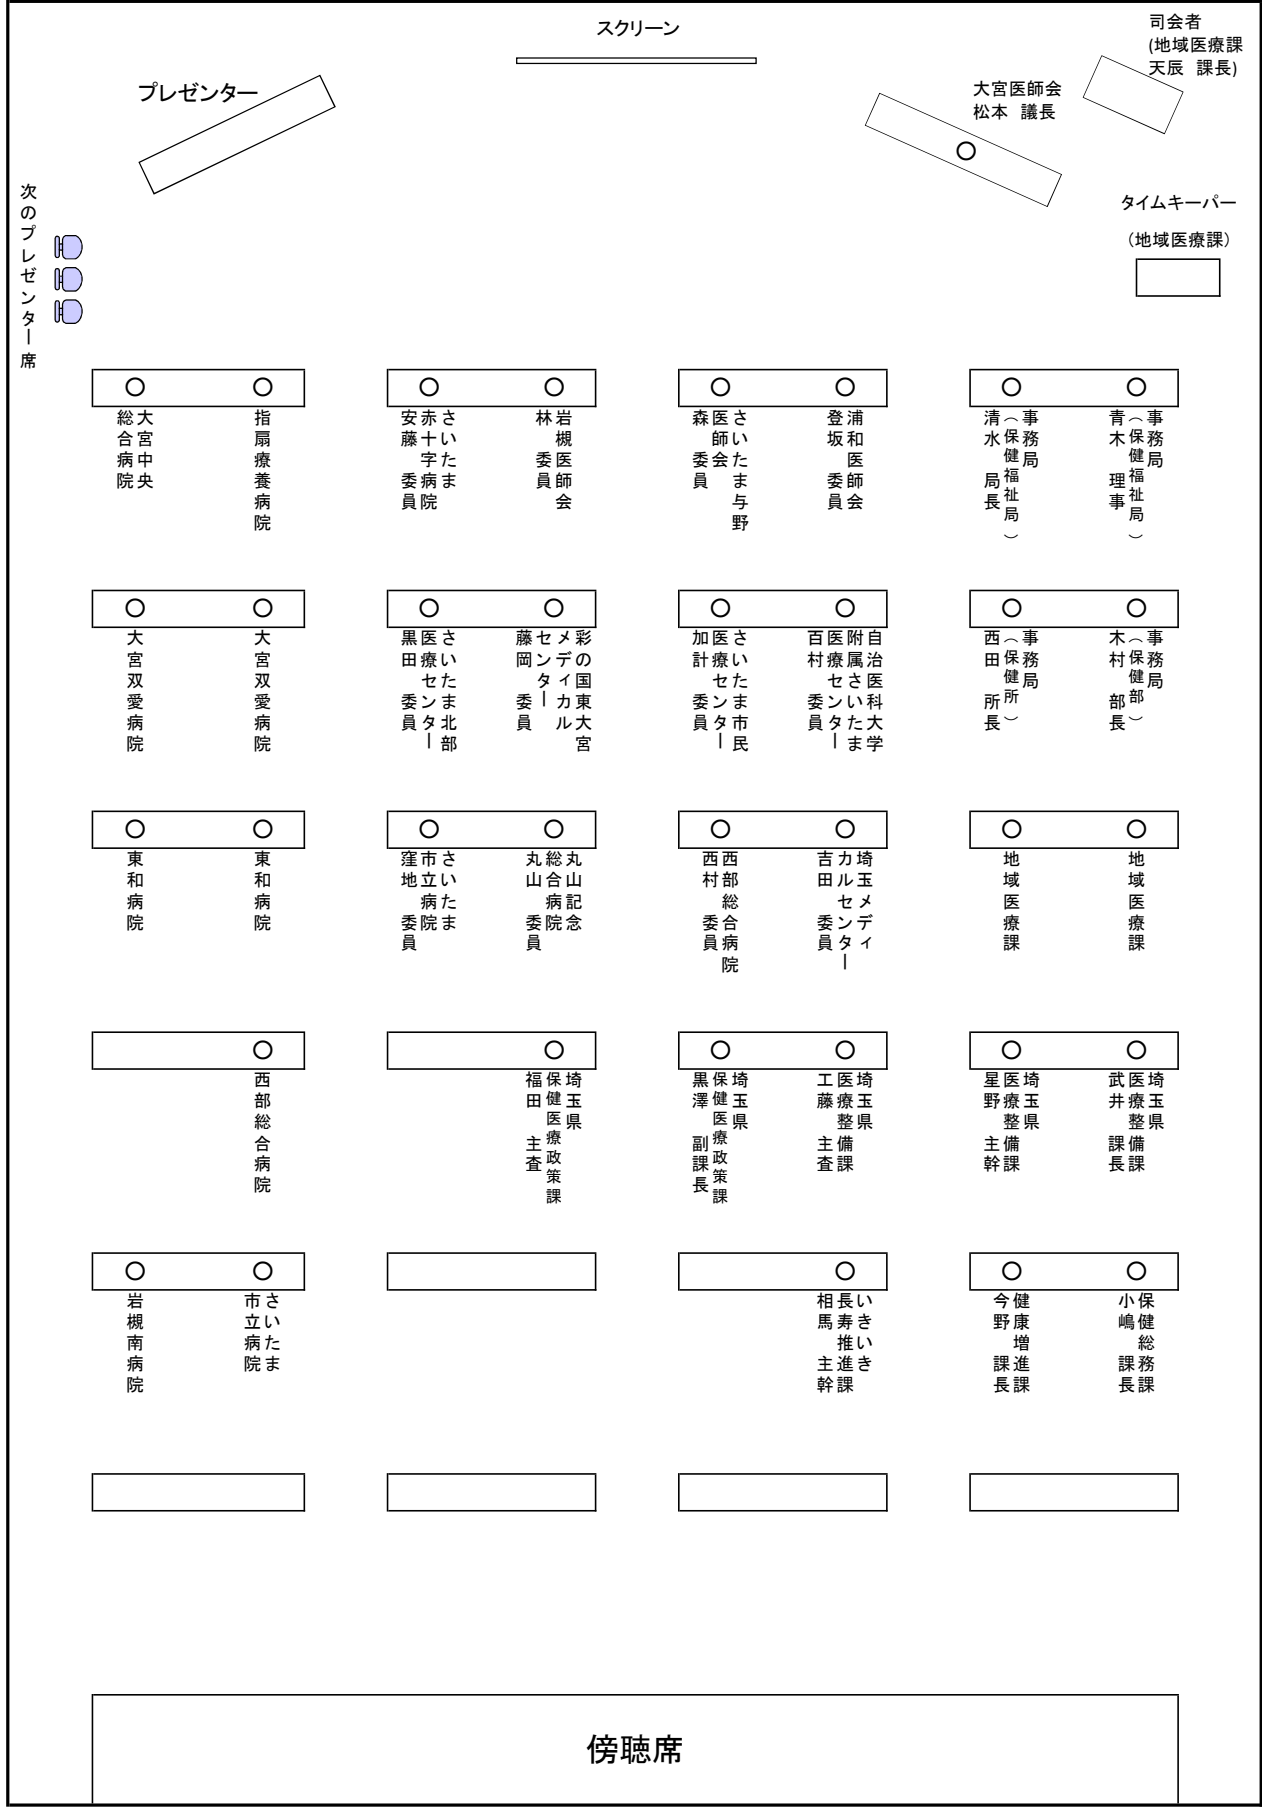 スクリーン
司会者
(地域医療課
天辰 課長)
プレゼンター
大宮医師会
松本 議長
タイムキーパー
（地域医療課）
次のプレゼンター席
大宮中央
総合病院
指扇療養病院
さいたま
赤十字病院
安藤 委員
岩槻医師会
林 委員
さいたま与野
医師会
森 委員
浦和医師会
登坂 委員
事務局
（保健福祉局）
清水 局長
事務局
（保健福祉局）
青木 理事
大宮双愛病院
大宮双愛病院
さいたま北部
医療センター
黒田 委員
彩の国東大宮
メディカル
センター
藤岡 委員
さいたま市民
医療センター
加計 委員
自治医科大学
附属さいたま
医療センター
百村 委員
事務局
（保健所）
西田 所長
事務局
（保健部）
木村 部長
東和病院
東和病院
さいたま
市立病院
窪地 委員
丸山記念
総合病院
丸山 委員
西部総合病院
西村 委員
埼玉メディ
カルセンター
吉田 委員
地域医療課
地域医療課
西部総合病院
埼玉県
保健医療政策課
福田 主査
埼玉県
保健医療政策課
黒澤 副課長
埼玉県
医療整備課
工藤 主査
埼玉県
医療整備課
星野 主幹
埼玉県
医療整備課
武井 課長
岩槻南病院
さいたま
市立病院
いきいき
長寿推進課
相馬 主幹
健康増進課
今野 課長
保健総務課
小嶋 課長
傍聴席